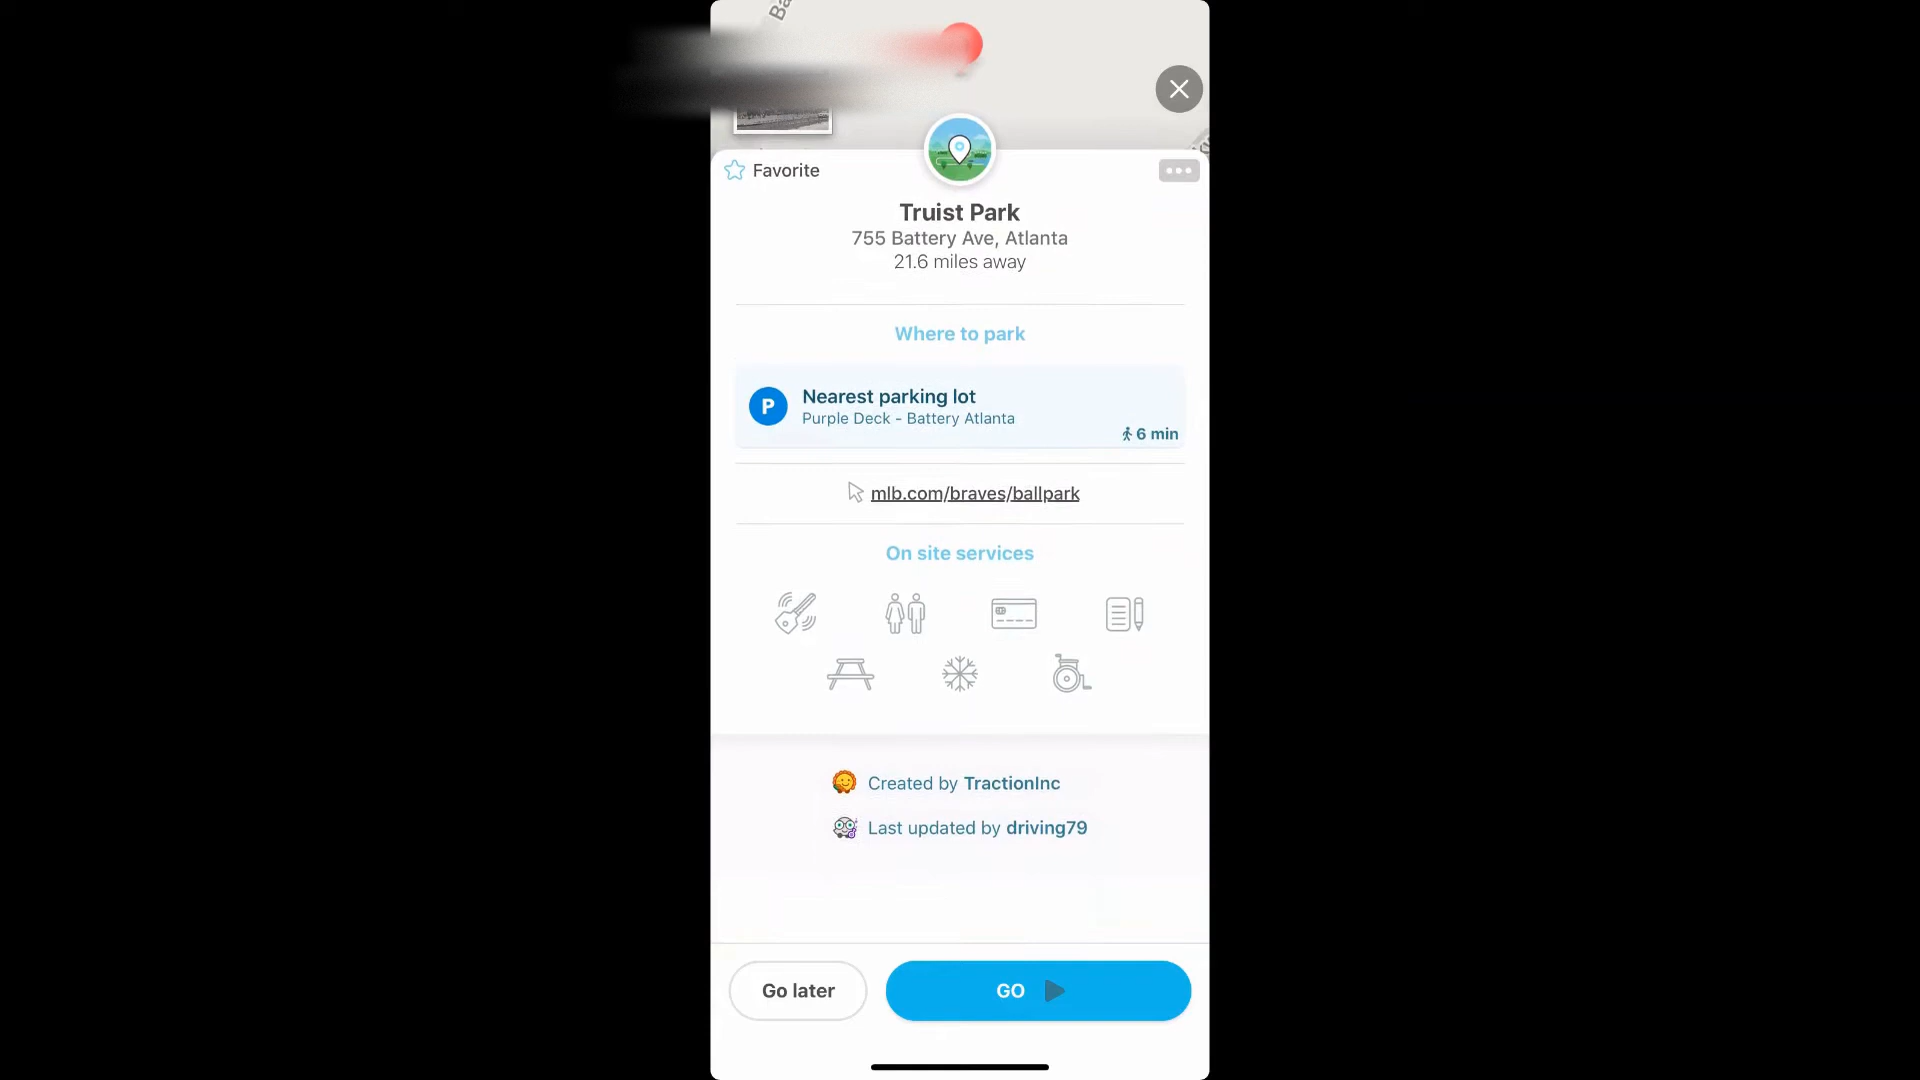 Ba
Favorite
Truist Park
755 Battery Ave, Atlanta
21.6 miles away
Where to park
P
Nearest parking lot
Purple Deck - Battery Atlanta
6 min
mlb.com/braves/ballpark
On site services
Created by TractionInc
Last updated by driving79
Go later
GO